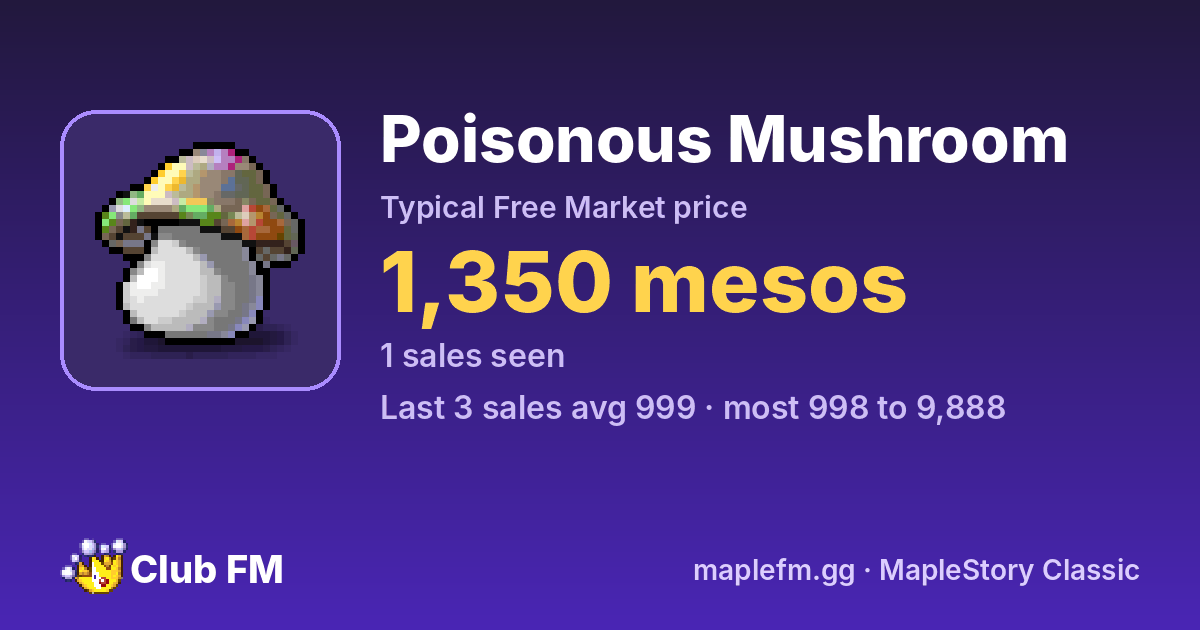 Poisonous Mushroom
Typical Free Market price
1,350 mesos
1 sales seen
Last 3 sales avg 999 · most 998 to 9,888
Club FM
maplefm.gg · MapleStory Classic